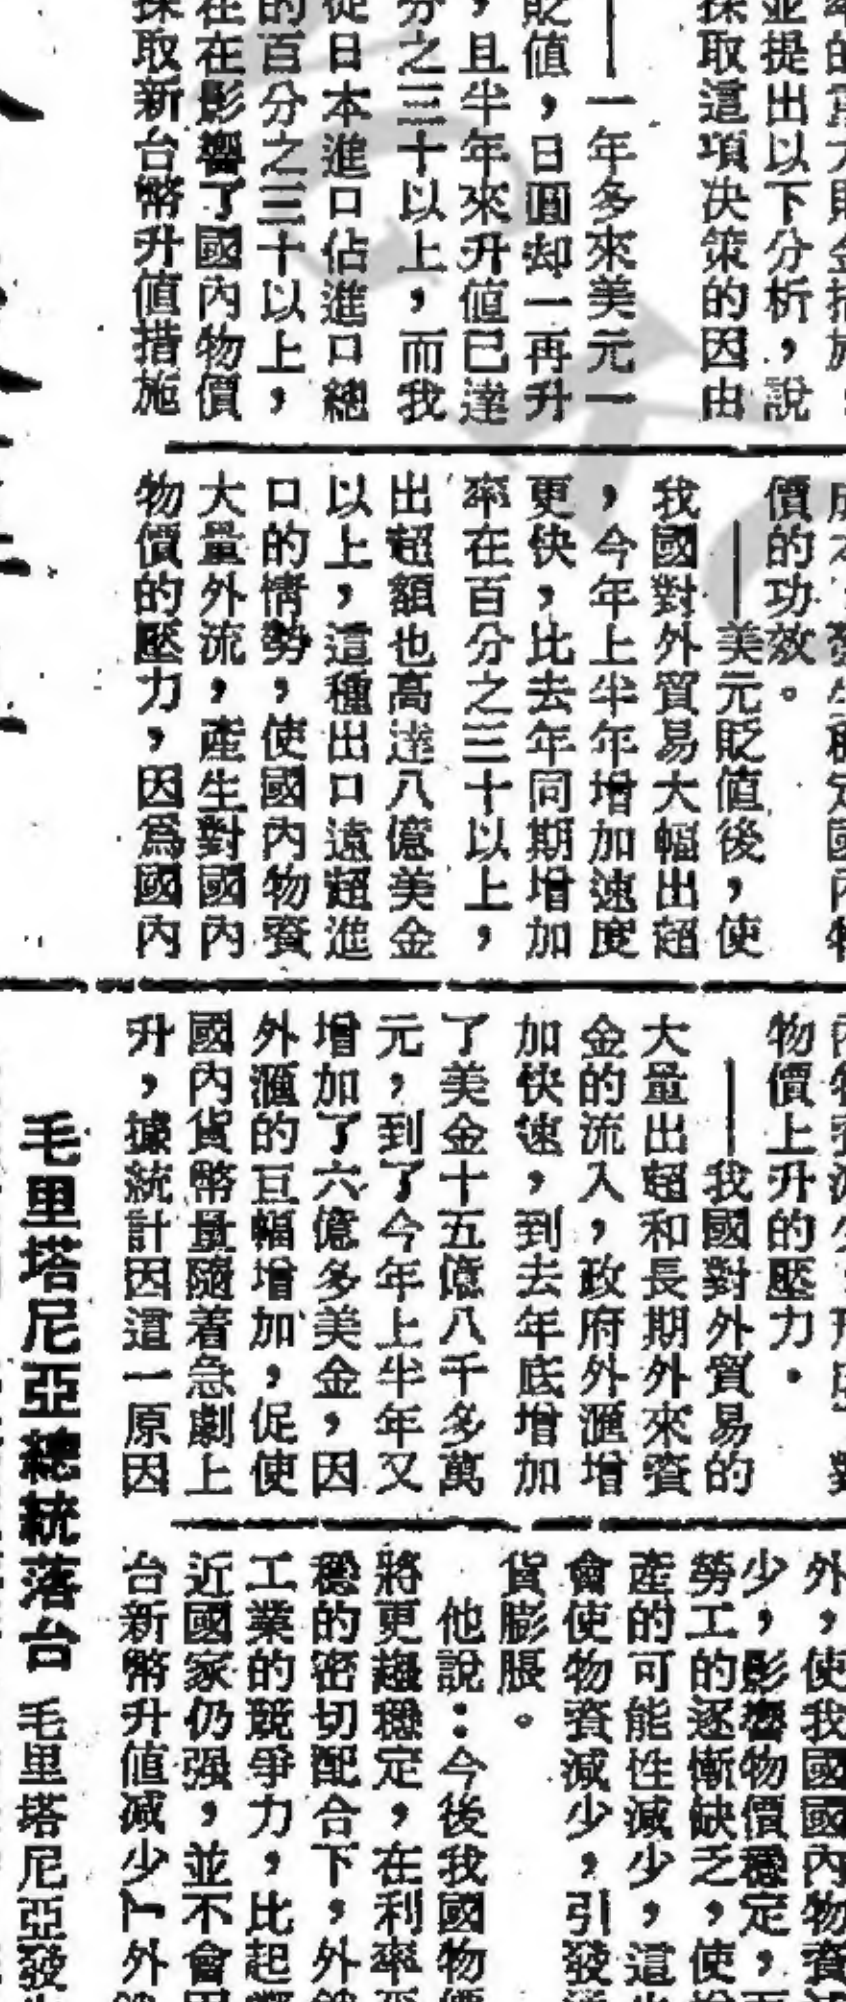 並提出以下分析，說
採取這項决策的因由
——一年多來美元一
貶值，日圓却一再升
，且半年來升值已達
分之三十以上，而我
從日本進口佔進口總
的百分之三十以上，
在在影響了國內物價
採取新台幣升值措施
價的功效。
——美元貶值後，使
我國對外貿易大幅出超
，今年上半年增加速度
更快，比去年同期增加
率在百分之三十以上，
出超額也高達八億美金
以上，這種出口遠超進
口的情勢，使國內物資
大量外流，產生對國內
物價的壓力，因爲國內
物價上升的壓力。
——我國對外貿易的
大量出超和長期外來資
金的流入，政府外滙增
加快速，到去年底增加
了美金十五億八千多萬
元，到了今年上半年又
增加了六億多美金，因
外滙的巨幅增加，促使
國內貨幣量隨着急劇上
升，據統計因這一原因
外，使我國國內物資
少，影響物價穩定，
勞工的逐漸缺乏，使
產的可能性減少，這
會使物資減少，引發
貨膨脹。
他說：今後我國物
將更趨穩定，在利率
穩的密切配合下，外
工業的競爭力，比起
近國家仍强，並不會
台新幣升值減少
毛里塔尼亞總統落台
毛里塔尼亞發